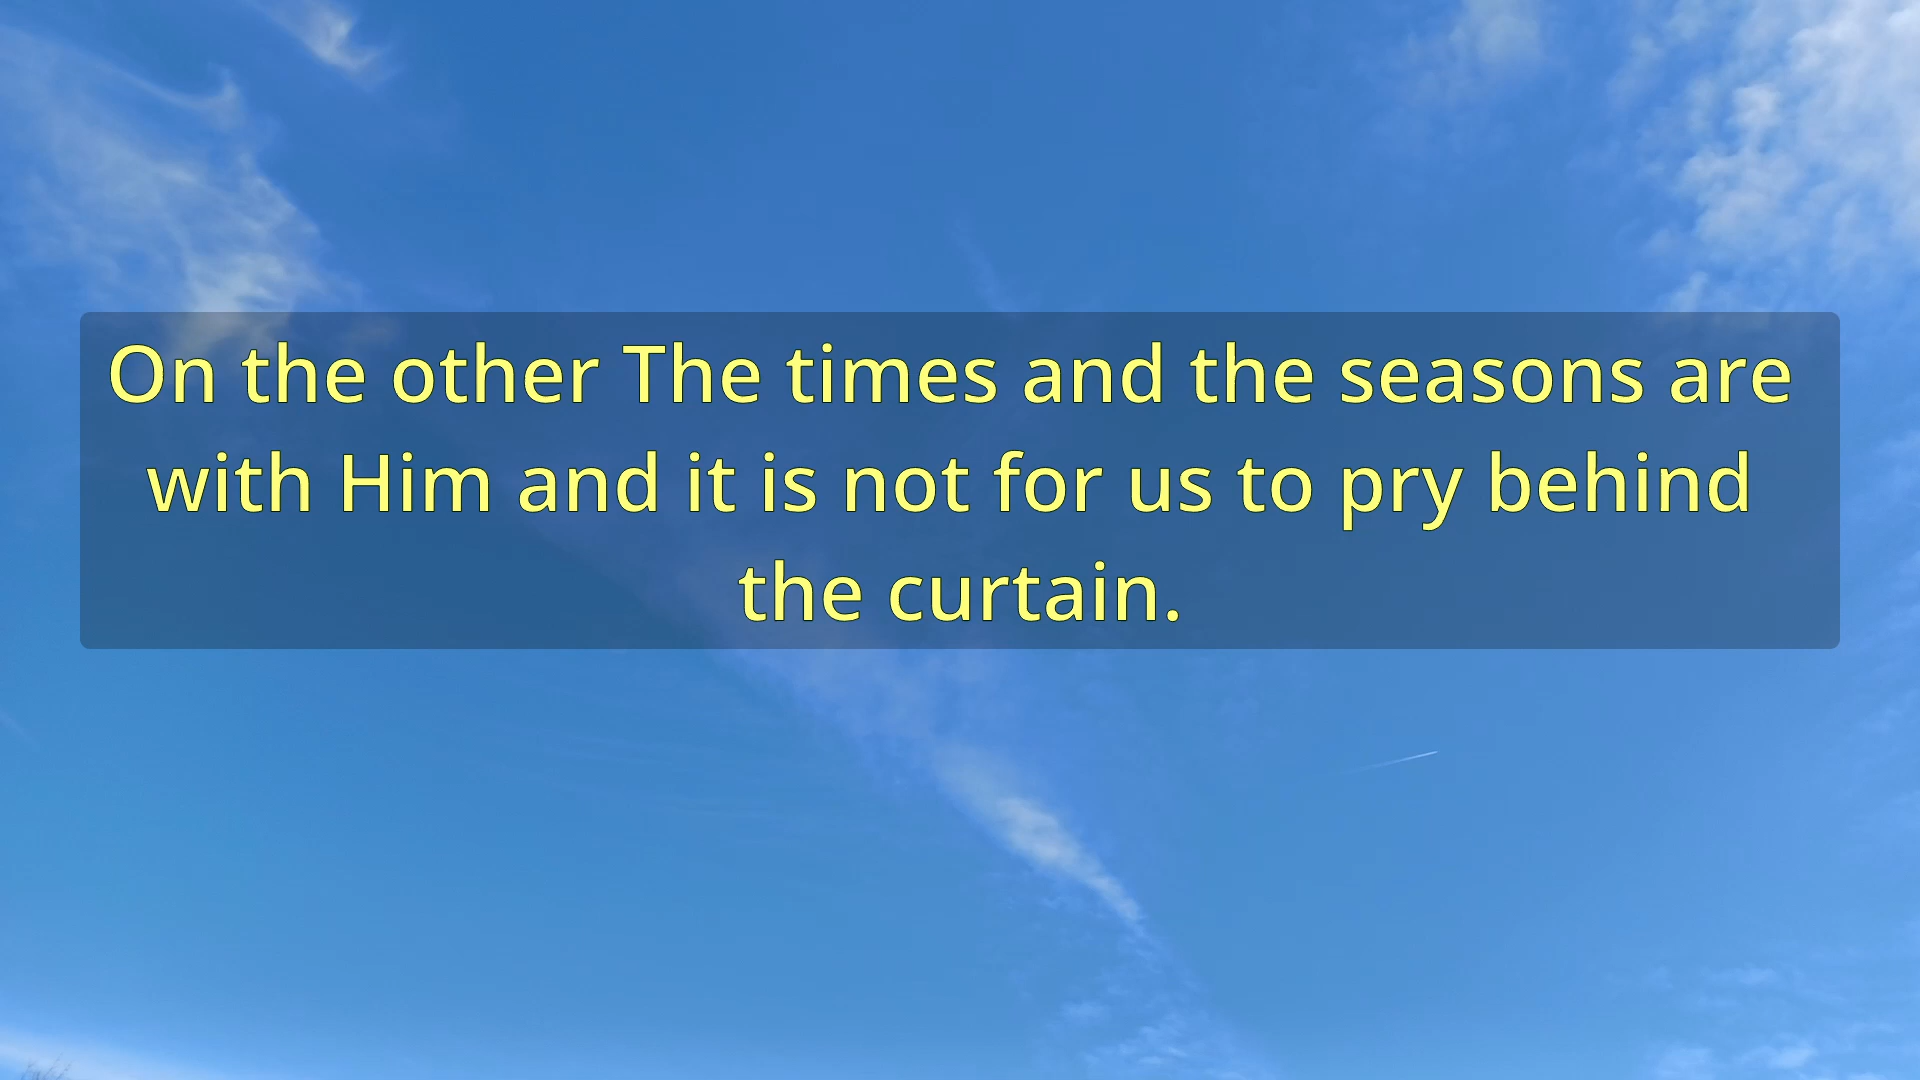 On the other The times and the seasons are
with Him and it is not for us to pry behind
the curtain.